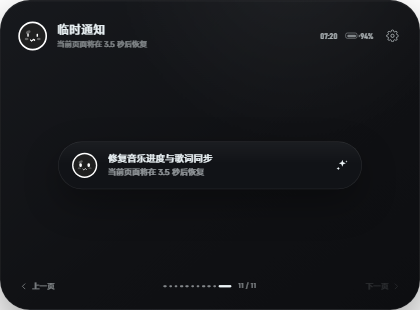 临时通知
当前页面将在 3.5 秒后恢复
07:20
94%
修复音乐进度与歌词同步
当前页面将在 3.5 秒后恢复
上一页
11 / 11
下一页